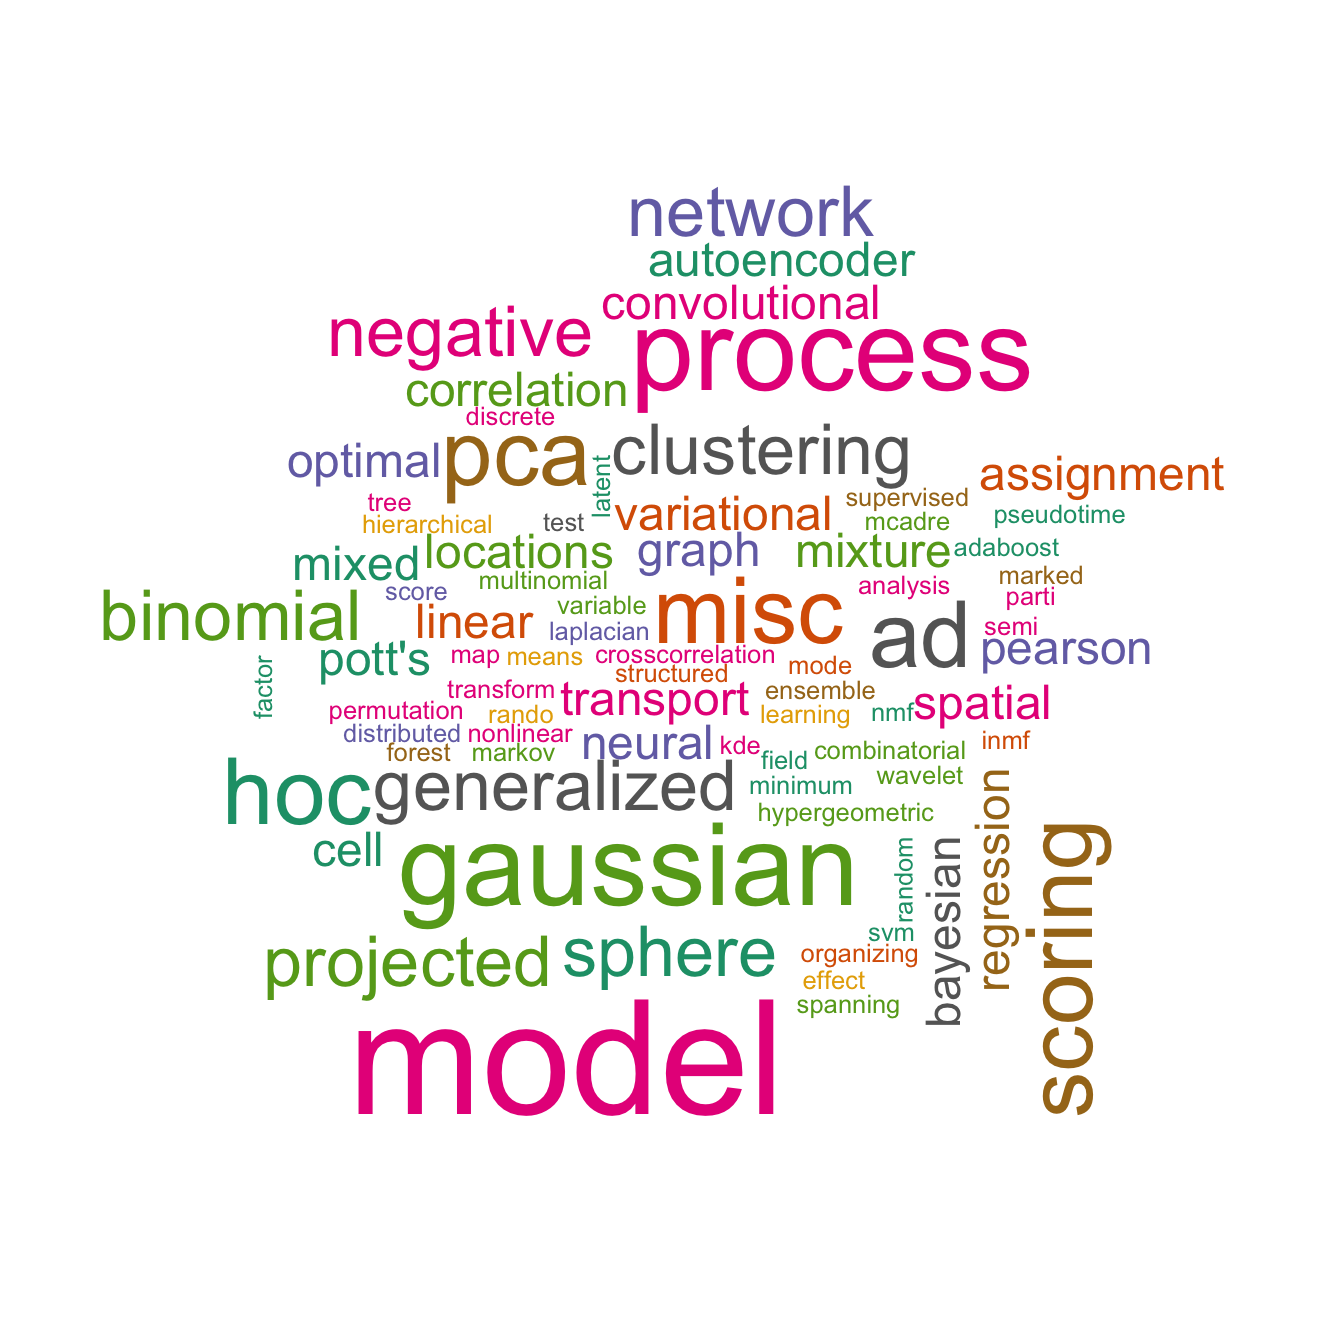 network
autoencoder
convolutional
negative
process
correlation
discrete
pca
clustering
optimal
latent
assignment
tree
supervised
variational
hierarchical
test
mcadre
pseudotime
mixed
locations
graph
mixture
adaboost
multinomial
analysis
marked
score
variable
misc
parti
binomial
linear
laplacian
ad
semi
pott's
map
means
crosscorrelation
mode
pearson
factor
structured
transform
transport
ensemble
spatial
permutation
rando
learning
nmf
distributed
nonlinear
neural
kde
inmf
forest
markov
field
combinatorial
hoc
generalized
minimum
wavelet
hypergeometric
cell
gaussian
random
bayesian
regression
scoring
svm
projected
sphere
organizing
effect
spanning
model